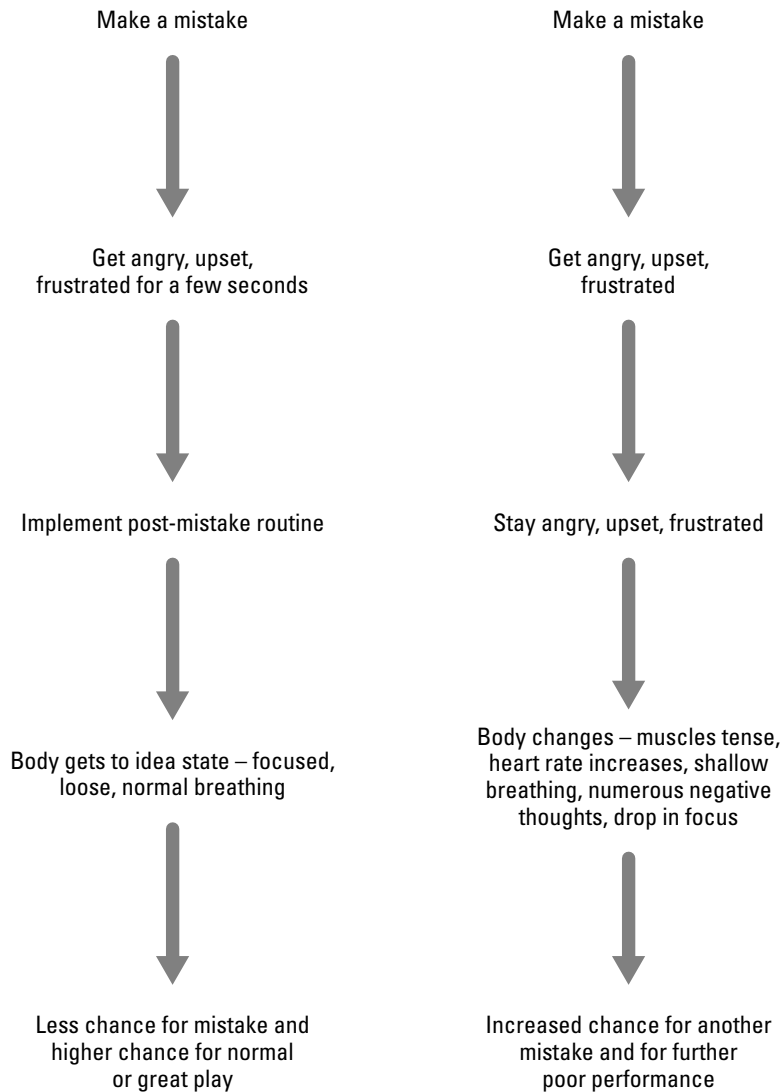 Make a mistake
Get angry, upset,
frustrated for a few seconds
Implement post-mistake routine
Body gets to idea state – focused,
loose, normal breathing
Less chance for mistake and
higher chance for normal
or great play
Make a mistake
Get angry, upset,
frustrated
Stay angry, upset, frustrated
Body changes – muscles tense,
heart rate increases, shallow
breathing, numerous negative
thoughts, drop in focus
Increased chance for another
mistake and for further
poor performance